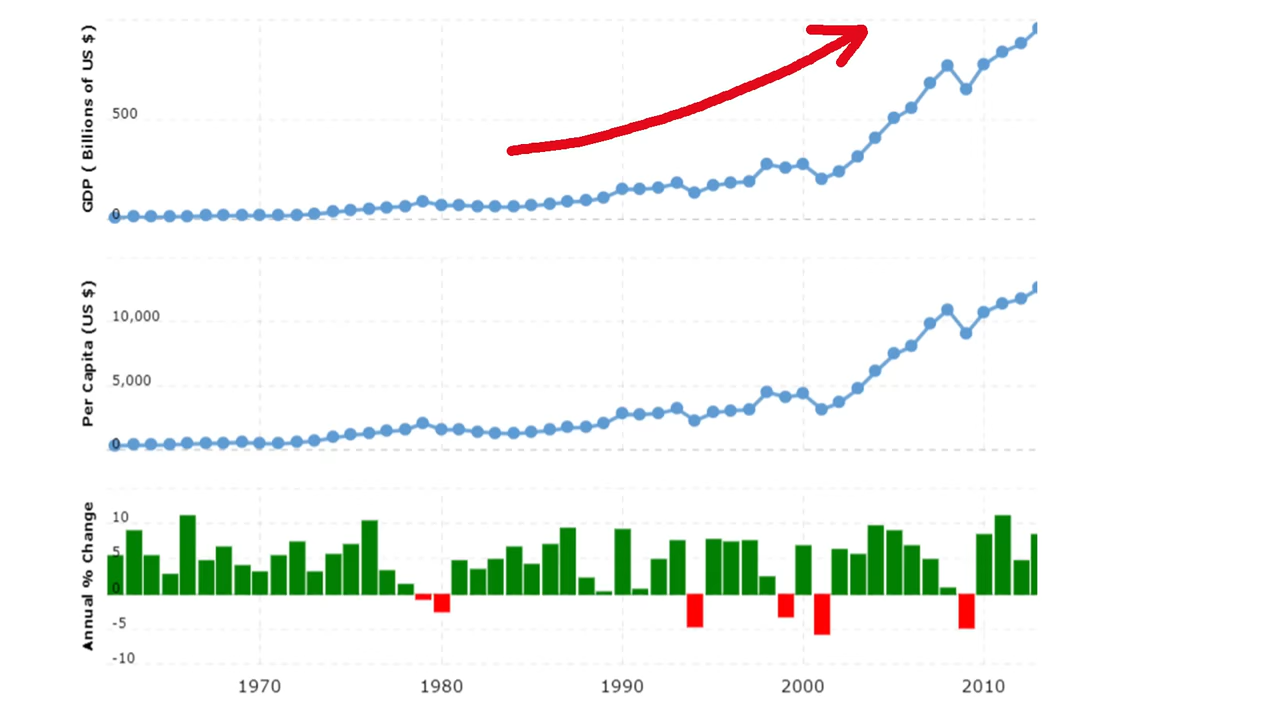 GDP ( Billions of US $)
500
0
Per Capita (US $)
10,000
5,000
0
Annual % Change
10
5
0
-5
-10
1970 1980 1990 2000 2010